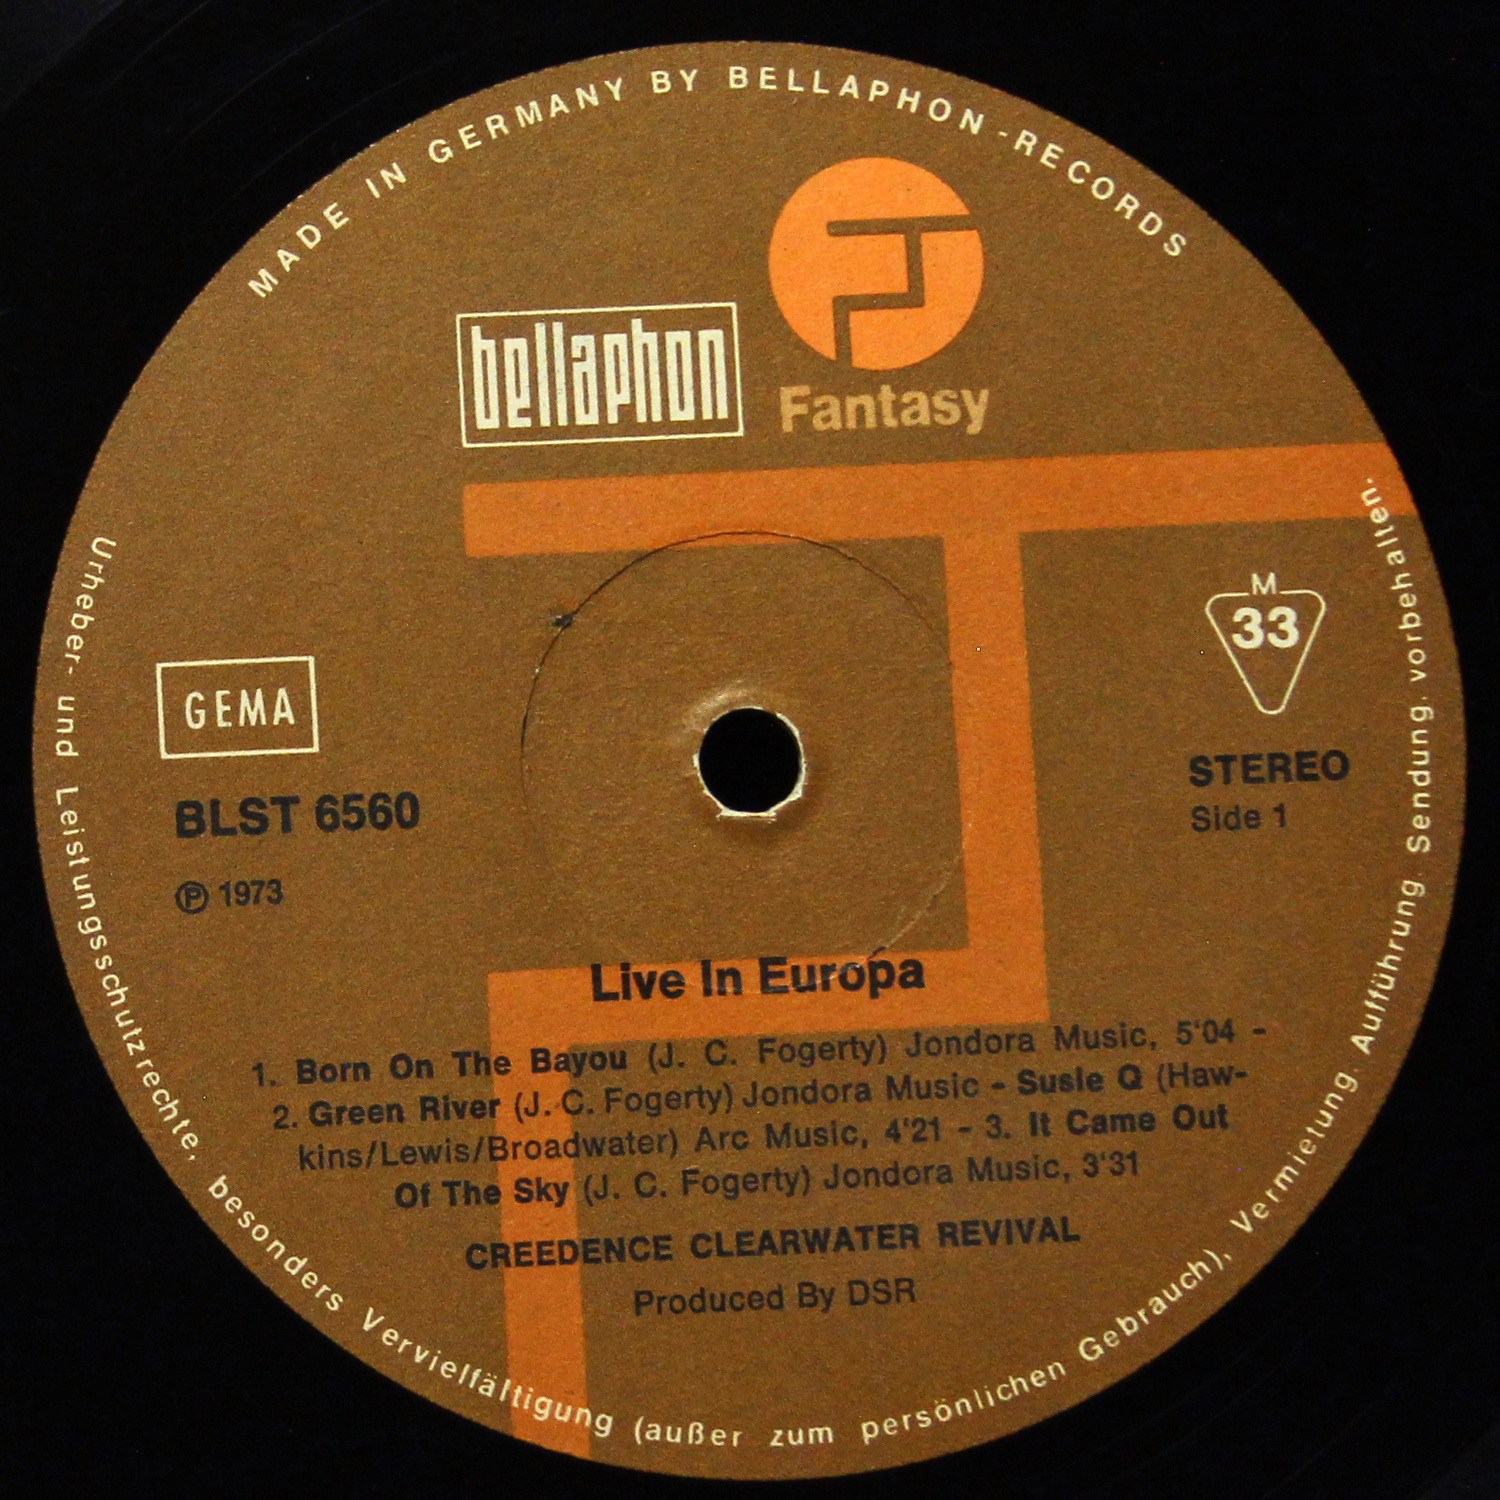 MADE IN GERMANY BY BELLAPHON-RECORDS
bellaphon
Fantasy
M
33
GEMA
BLST 6560
Ⓟ 1973
STEREO
Side 1
Live In Europa
1. Born On The Bayou (J. C. Fogerty) Jondora Music, 5'04 -
2. Green River (J. C. Fogerty) Jondora Music - Susie Q (Haw-
kins/Lewis/Broadwater) Arc Music, 4'21 - 3. It Came Out
Of The Sky (J. C. Fogerty) Jondora Music, 3'31
CREEDENCE CLEARWATER REVIVAL
Produced By DSR
Urheber- und Leistungsschutzrechte, besonders Vervielfältigung (außer zum persönlichen Gebrauch), Vermietung. Aufführung. Sendung. vorbehalten.